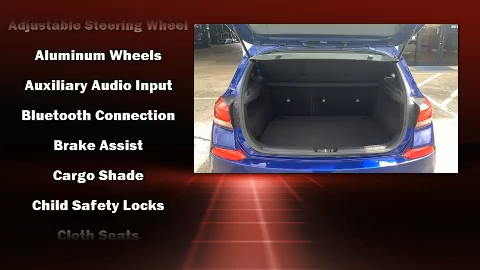 Adjustable Steering Wheel
Aluminum Wheels
Auxiliary Audio Input
Bluetooth Connection
Brake Assist
Cargo Shade
Child Safety Locks
Cloth Seats